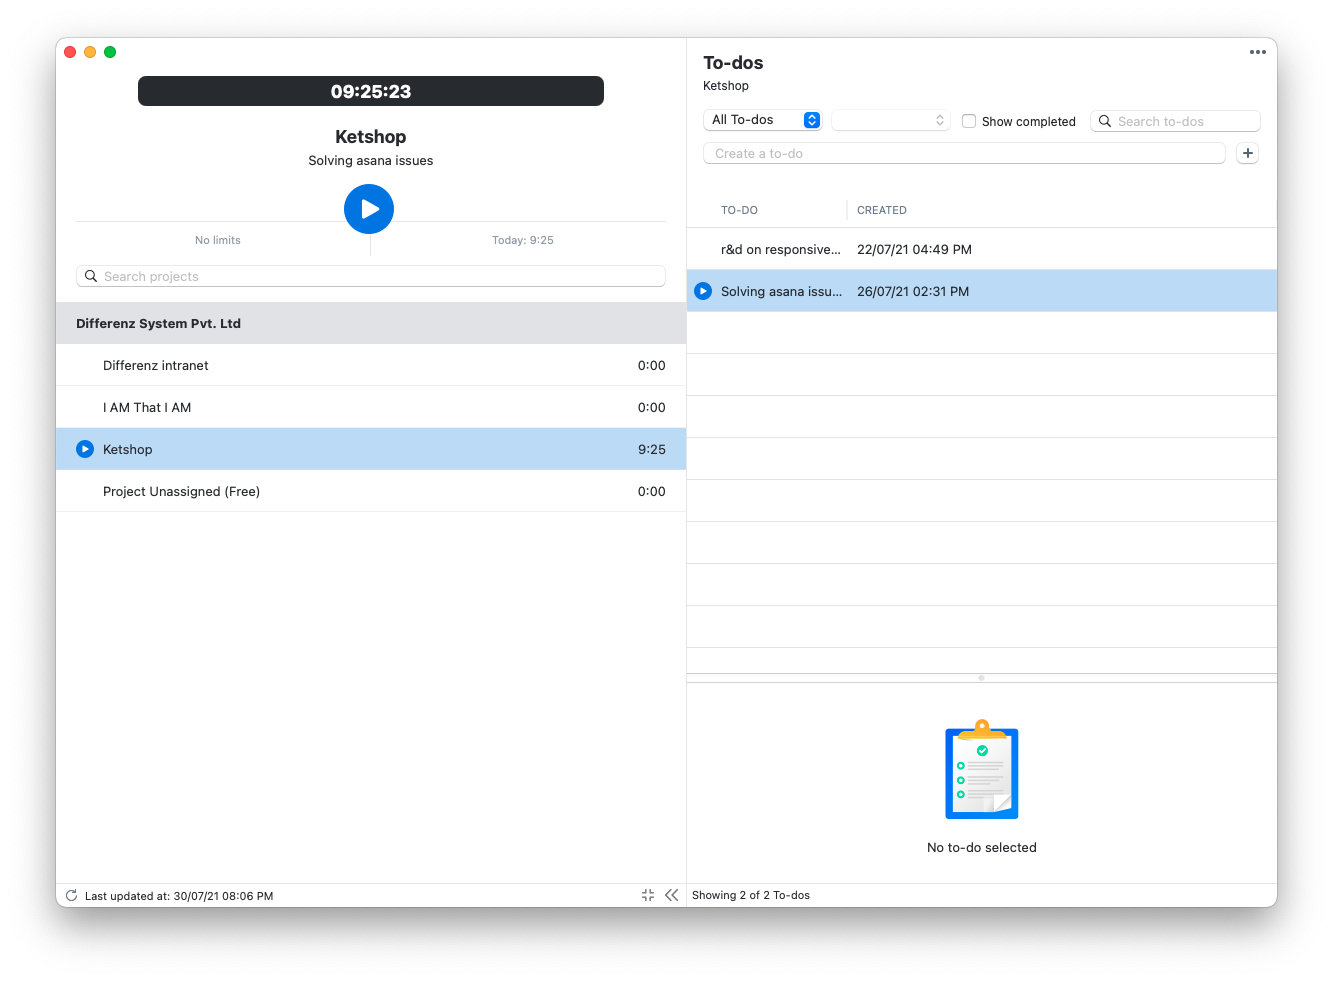 09:25:23
Ketshop
Solving asana issues
No limits
Today: 9:25
Search projects
Differenz System Pvt. Ltd
Differenz intranet 0:00
I AM That I AM 0:00
Ketshop 9:25
Project Unassigned (Free) 0:00
Last updated at: 30/07/21 08:06 PM
To-dos
Ketshop
All To-dos Show completed Search to-dos
Create a to-do
TO-DO CREATED
r&d on responsive... 22/07/21 04:49 PM
Solving asana issu... 26/07/21 02:31 PM
No to-do selected
Showing 2 of 2 To-dos